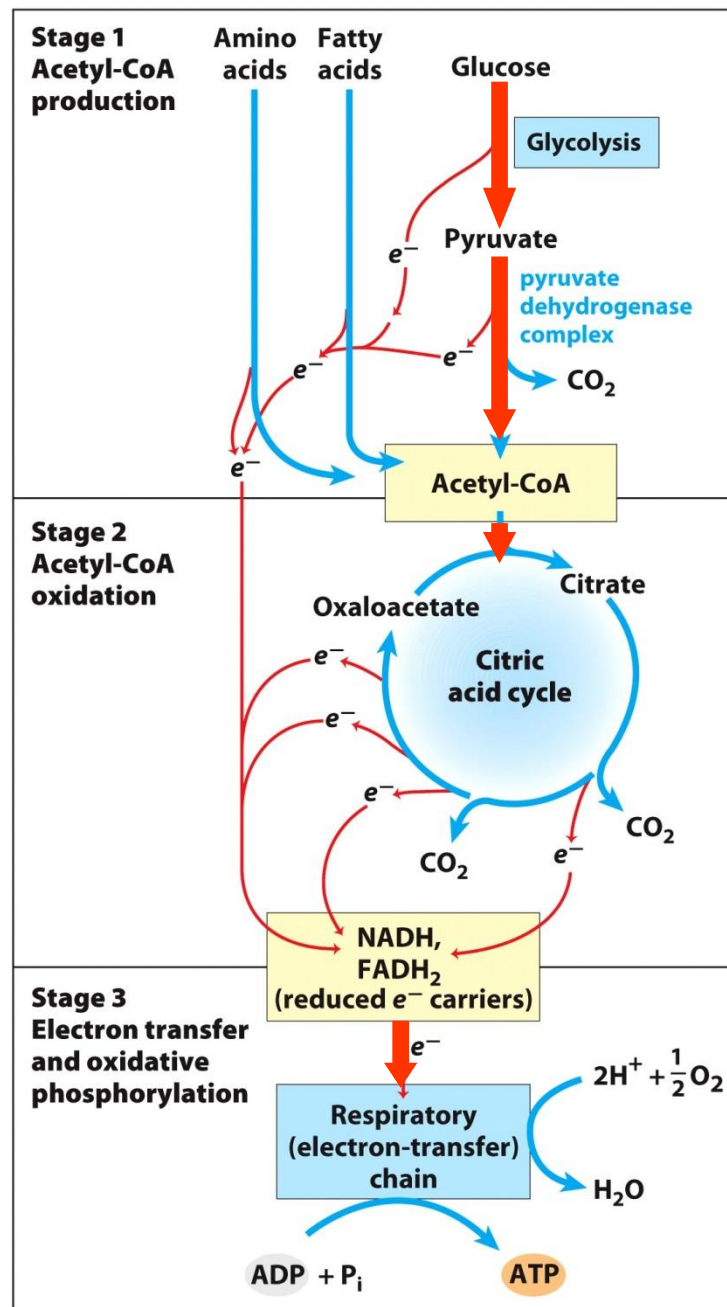 Stage 1
Acetyl-CoA
production
Amino
acids
Fatty
acids
Glucose
Glycolysis
Pyruvate
e⁻
pyruvate
dehydrogenase
complex
e⁻
e⁻
CO₂
e⁻
Acetyl-CoA
Stage 2
Acetyl-CoA
oxidation
Oxaloacetate
Citrate
e⁻
Citric
acid cycle
e⁻
e⁻
CO₂
e⁻
CO₂
NADH,
FADH₂
(reduced e⁻ carriers)
Stage 3
Electron transfer
and oxidative
phosphorylation
e⁻
2H⁺ + ½O₂
Respiratory
(electron-transfer)
chain
H₂O
ADP + Pᵢ
ATP